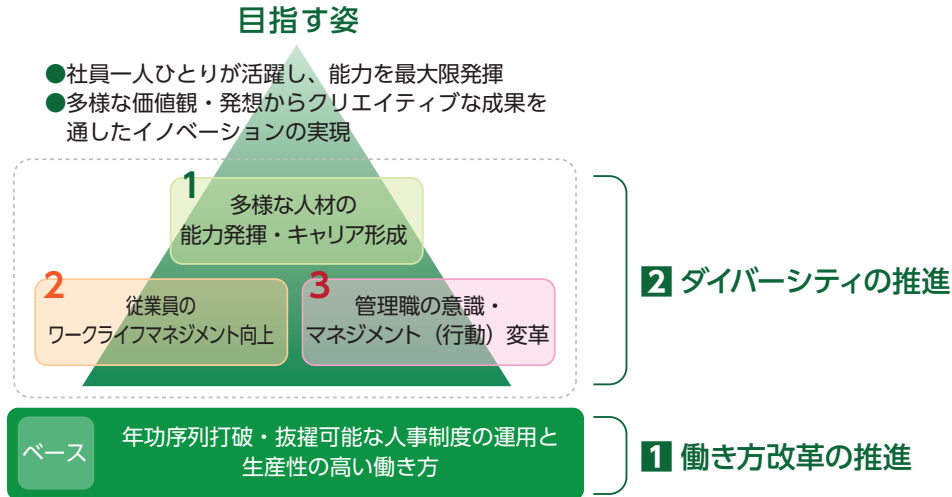 目指す姿
●社員一人ひとりが活躍し、能力を最大限発揮
●多様な価値観・発想からクリエイティブな成果を
通したイノベーションの実現
1
多様な人材の
能力発揮・キャリア形成
2
従業員の
ワークライフマネジメント向上
3
管理職の意識・
マネジメント（行動）変革
2 ダイバーシティの推進
ベース
年功序列打破・抜擢可能な人事制度の運用と
生産性の高い働き方
1 働き方改革の推進